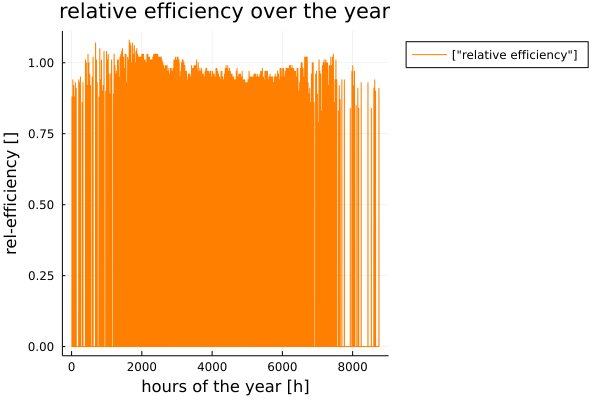 relative efficiency over the year
["relative efficiency"]
rel-efficiency []
1.00
0.75
0.50
0.25
0.00
0
2000
4000
6000
8000
hours of the year [h]